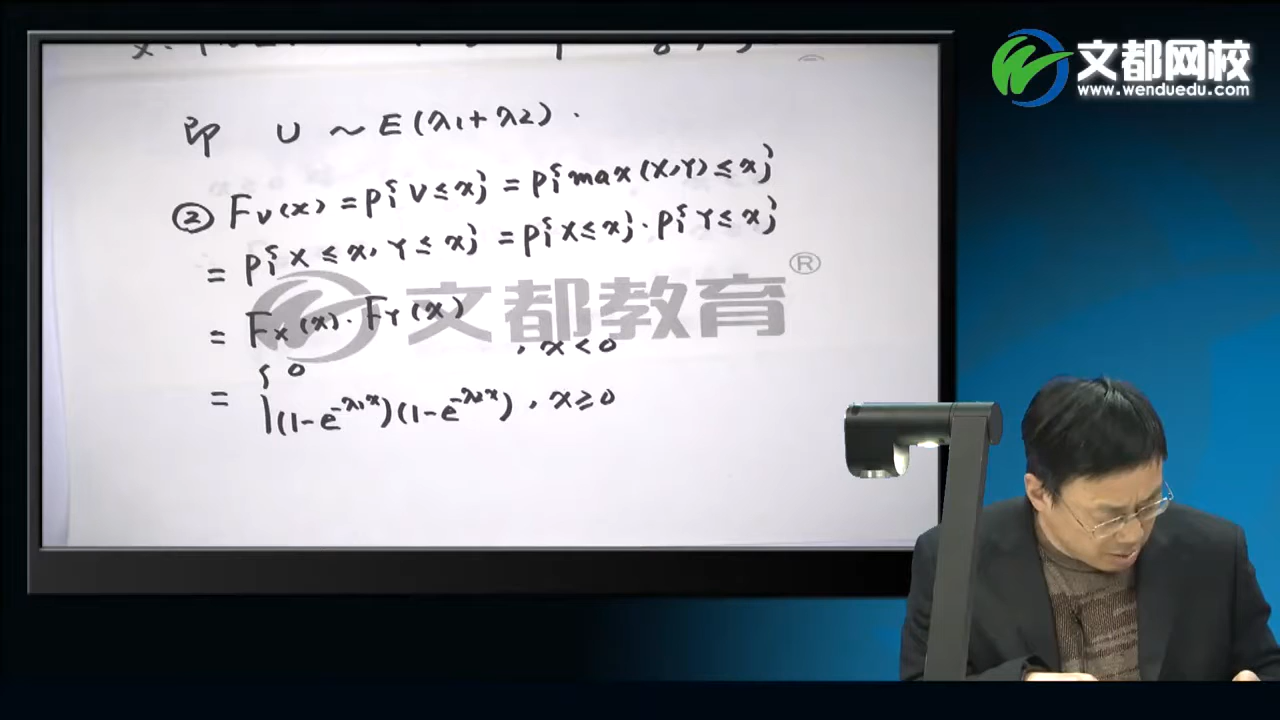 即 U ~ E(λ1+λ2).
② Fv(x) = P{V≤x} = P{max(X,Y)≤x}
= P{X≤x, Y≤x} = P{X≤x}·P{Y≤x}
= Fx(x)·FY(x)
= { 0 , x<0
(1-e^{-λ1x})(1-e^{-λ2x}) , x≥0
文都教育®
文都网校
www.wenduedu.com